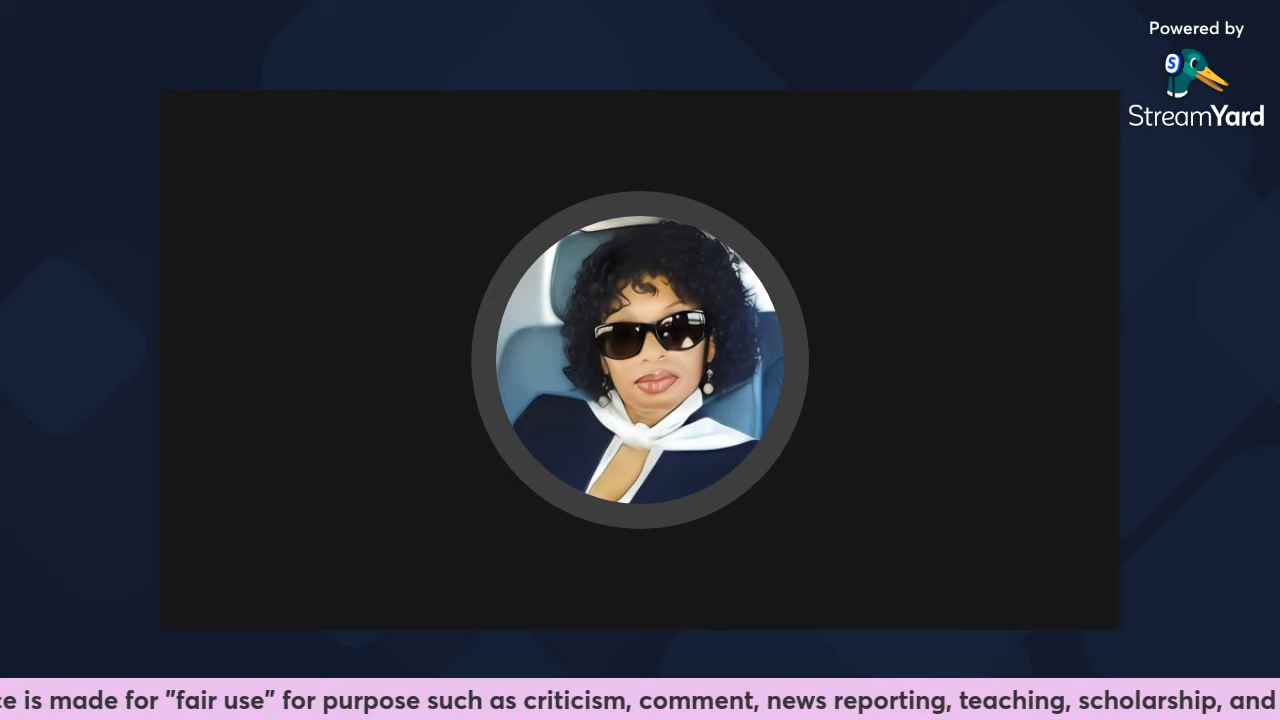 Powered by
S
StreamYard
ce is made for "fair use" for purpose such as criticism, comment, news reporting, teaching, scholarship, and